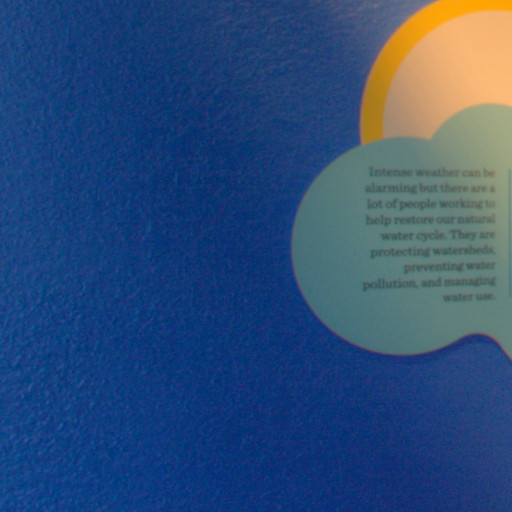 Intense weather can be
alarming but there are a
lot of people working to
help restore our natural
water cycle. They are
protecting watersheds,
preventing water
pollution, and managing
water use.